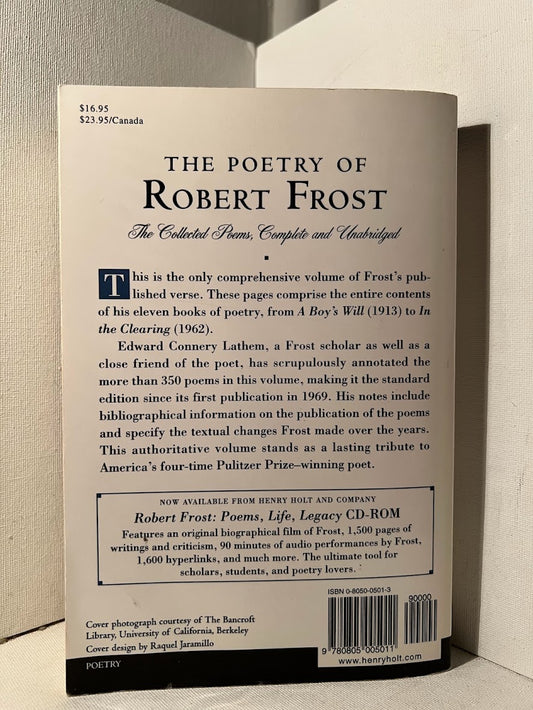 $16.95
$23.95/Canada
THE POETRY OF
ROBERT FROST
The Collected Poems, Complete and Unabridged
This is the only comprehensive volume of Frost's pub-
lished verse. These pages comprise the entire contents
of his eleven books of poetry, from A Boy's Will (1913) to In
the Clearing (1962).
Edward Connery Lathem, a Frost scholar as well as a
close friend of the poet, has scrupulously annotated the
more than 350 poems in this volume, making it the standard
edition since its first publication in 1969. His notes include
bibliographical information on the publication of the poems
and specify the textual changes Frost made over the years.
This authoritative volume stands as a lasting tribute to
America's four-time Pulitzer Prize–winning poet.
NOW AVAILABLE FROM HENRY HOLT AND COMPANY
Robert Frost: Poems, Life, Legacy CD-ROM
Features an original biographical film of Frost, 1,500 pages of
writings and criticism, 90 minutes of audio performances by Frost,
1,600 hyperlinks, and much more. The ultimate tool for
scholars, students, and poetry lovers.
ISBN 0-8050-0501-3
90000
Cover photograph courtesy of The Bancroft
Library, University of California, Berkeley
Cover design by Raquel Jaramillo
9 780805 005011
www.henryholt.com
POETRY